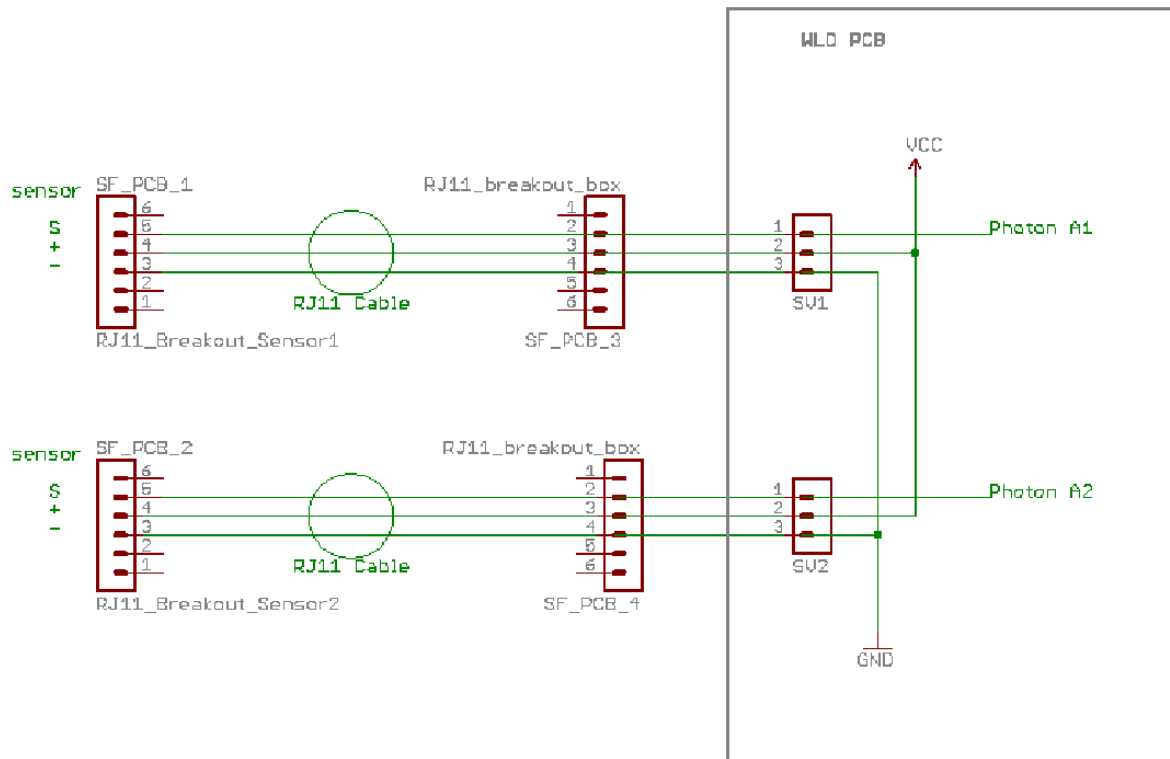 WLD PCB
VCC
SF_PCB_1
RJ11_breakout_box
sensor
S
+
-
6
5
4
3
2
1
1
2
3
4
5
6
1
2
3
Photon A1
RJ11 Cable
SV1
RJ11_Breakout_Sensor1
SF_PCB_3
SF_PCB_2
RJ11_breakout_box
sensor
S
+
-
6
5
4
3
2
1
1
2
3
4
5
6
1
2
3
Photon A2
RJ11 Cable
SV2
RJ11_Breakout_Sensor2
SF_PCB_4
GND